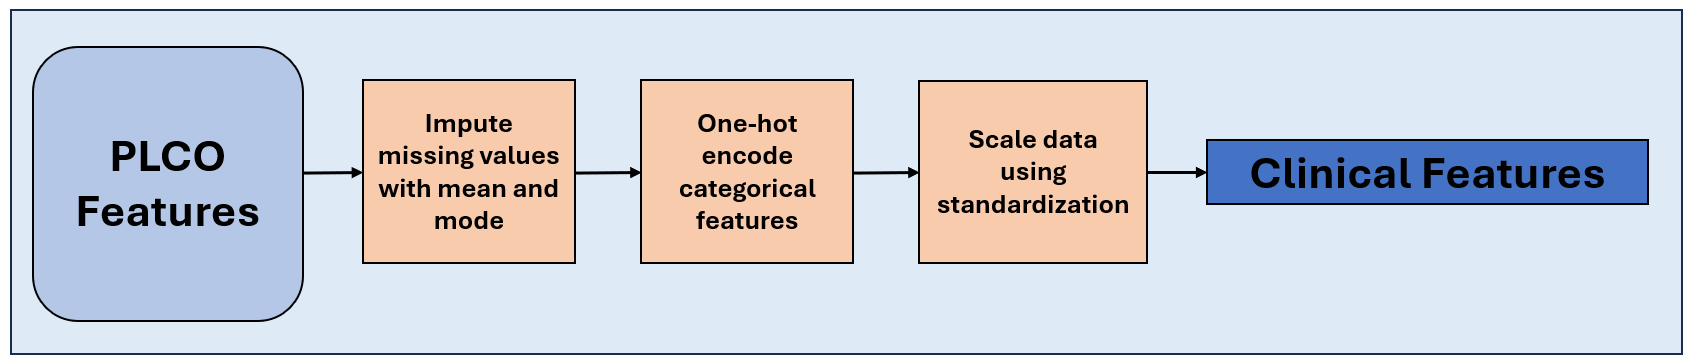 PLCO
Features
Impute
missing values
with mean and
mode
One-hot
encode
categorical
features
Scale data
using
standardization
Clinical Features